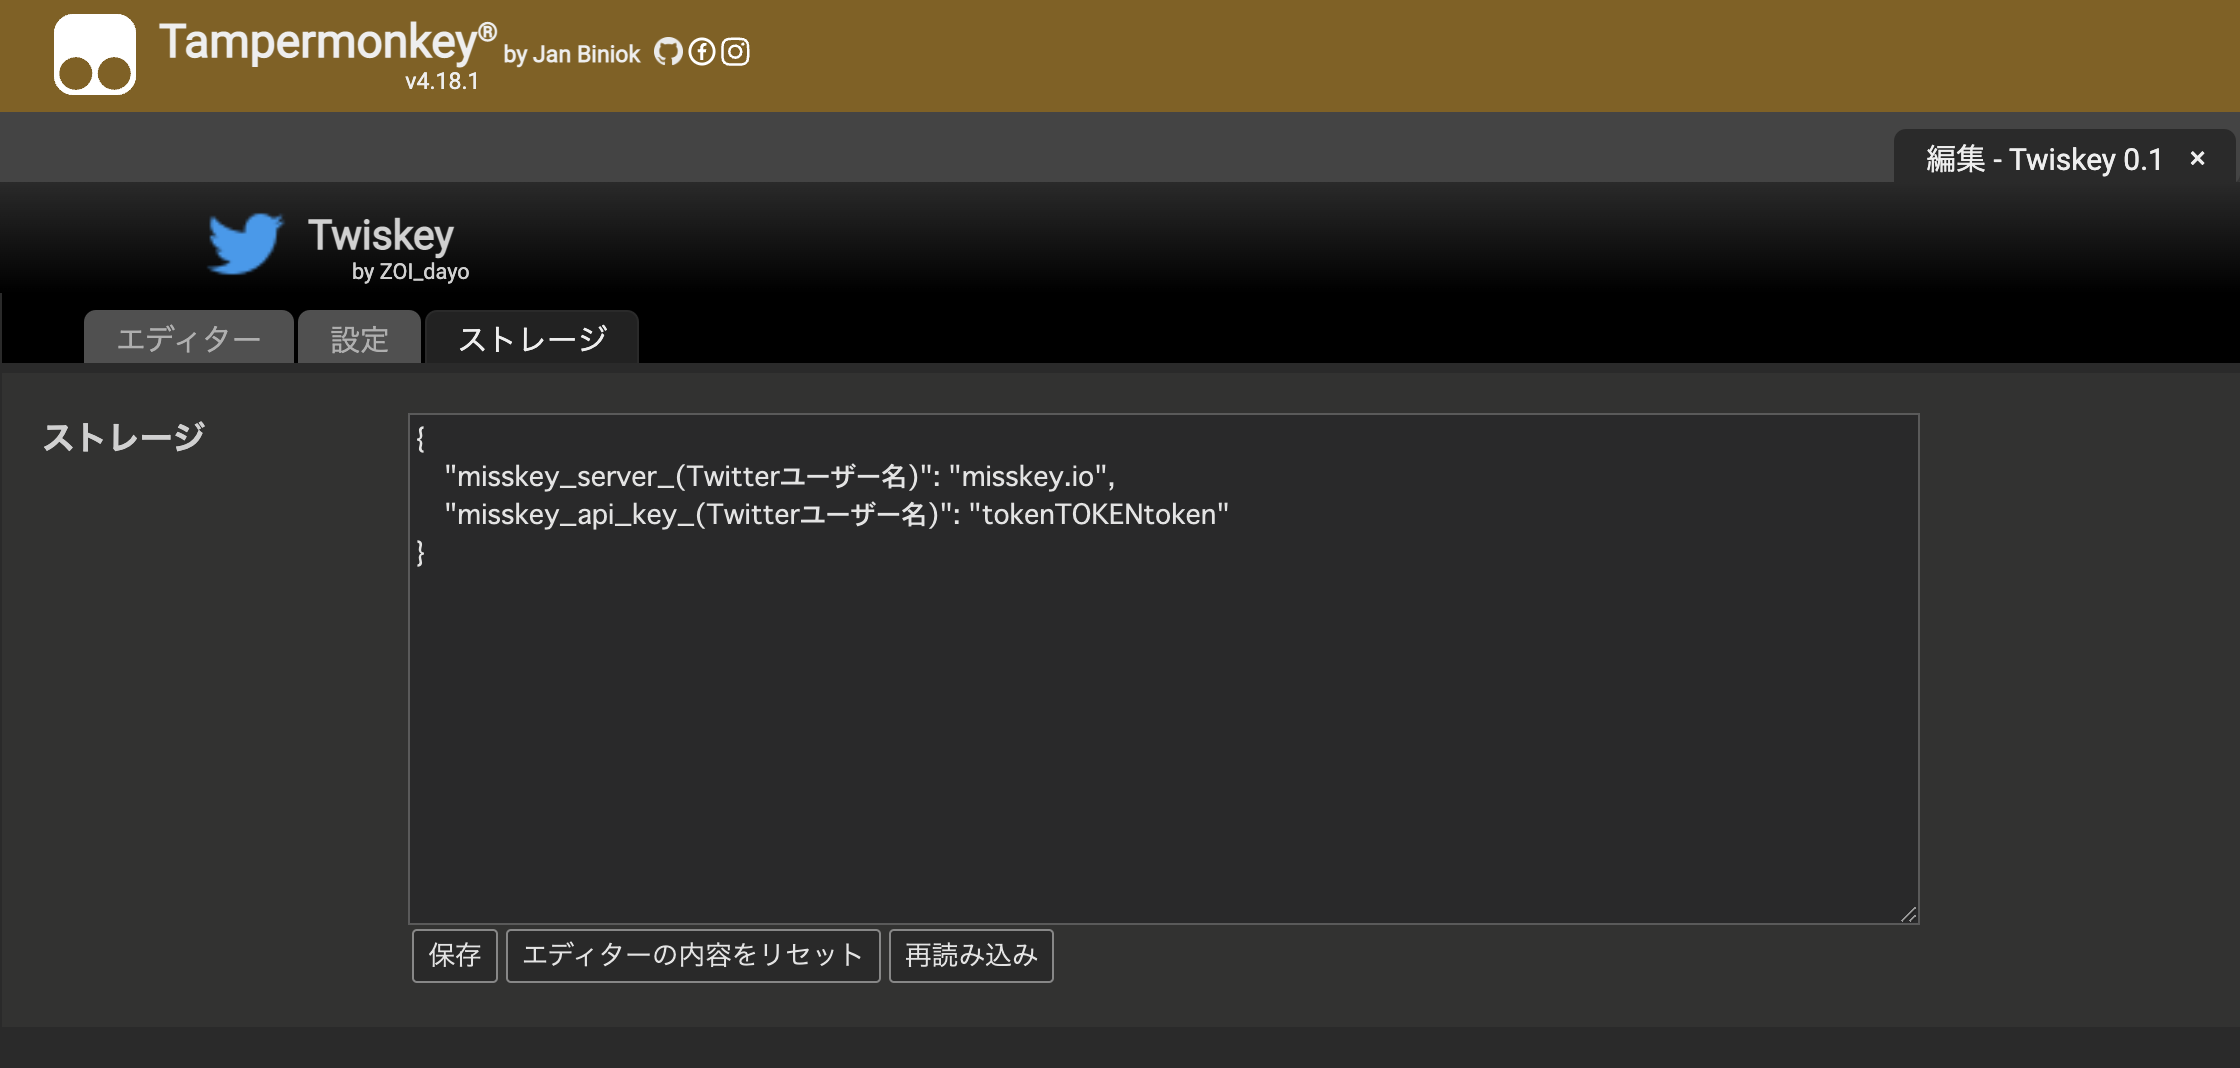 Tampermonkey® by Jan Biniok
v4.18.1
編集 - Twiskey 0.1 ×
Twiskey
by ZOI_dayo
エディター 設定 ストレージ
ストレージ
{
"misskey_server_(Twitterユーザー名)": "misskey.io",
"misskey_api_key_(Twitterユーザー名)": "tokenTOKENtoken"
}
保存 エディターの内容をリセット 再読み込み